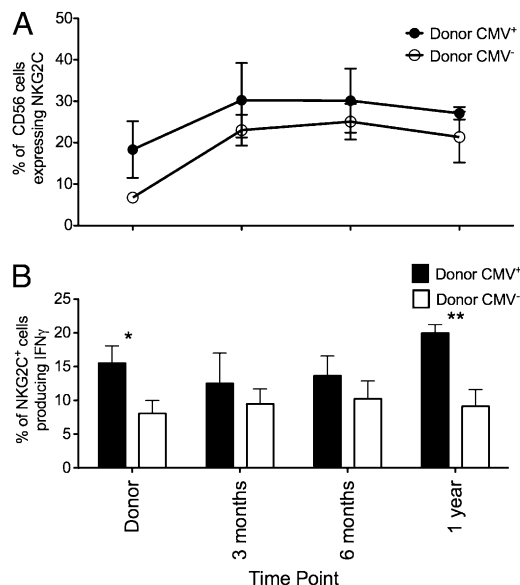 A
Donor CMV⁺
Donor CMV⁻
% of CD56 cells
expressing NKG2C
50
40
30
20
10
0
B
Donor CMV⁺
Donor CMV⁻
% of NKG2C⁺ cells
producing IFNγ
25
20
15
10
5
0
*
**
Donor
3 months
6 months
1 year
Time Point